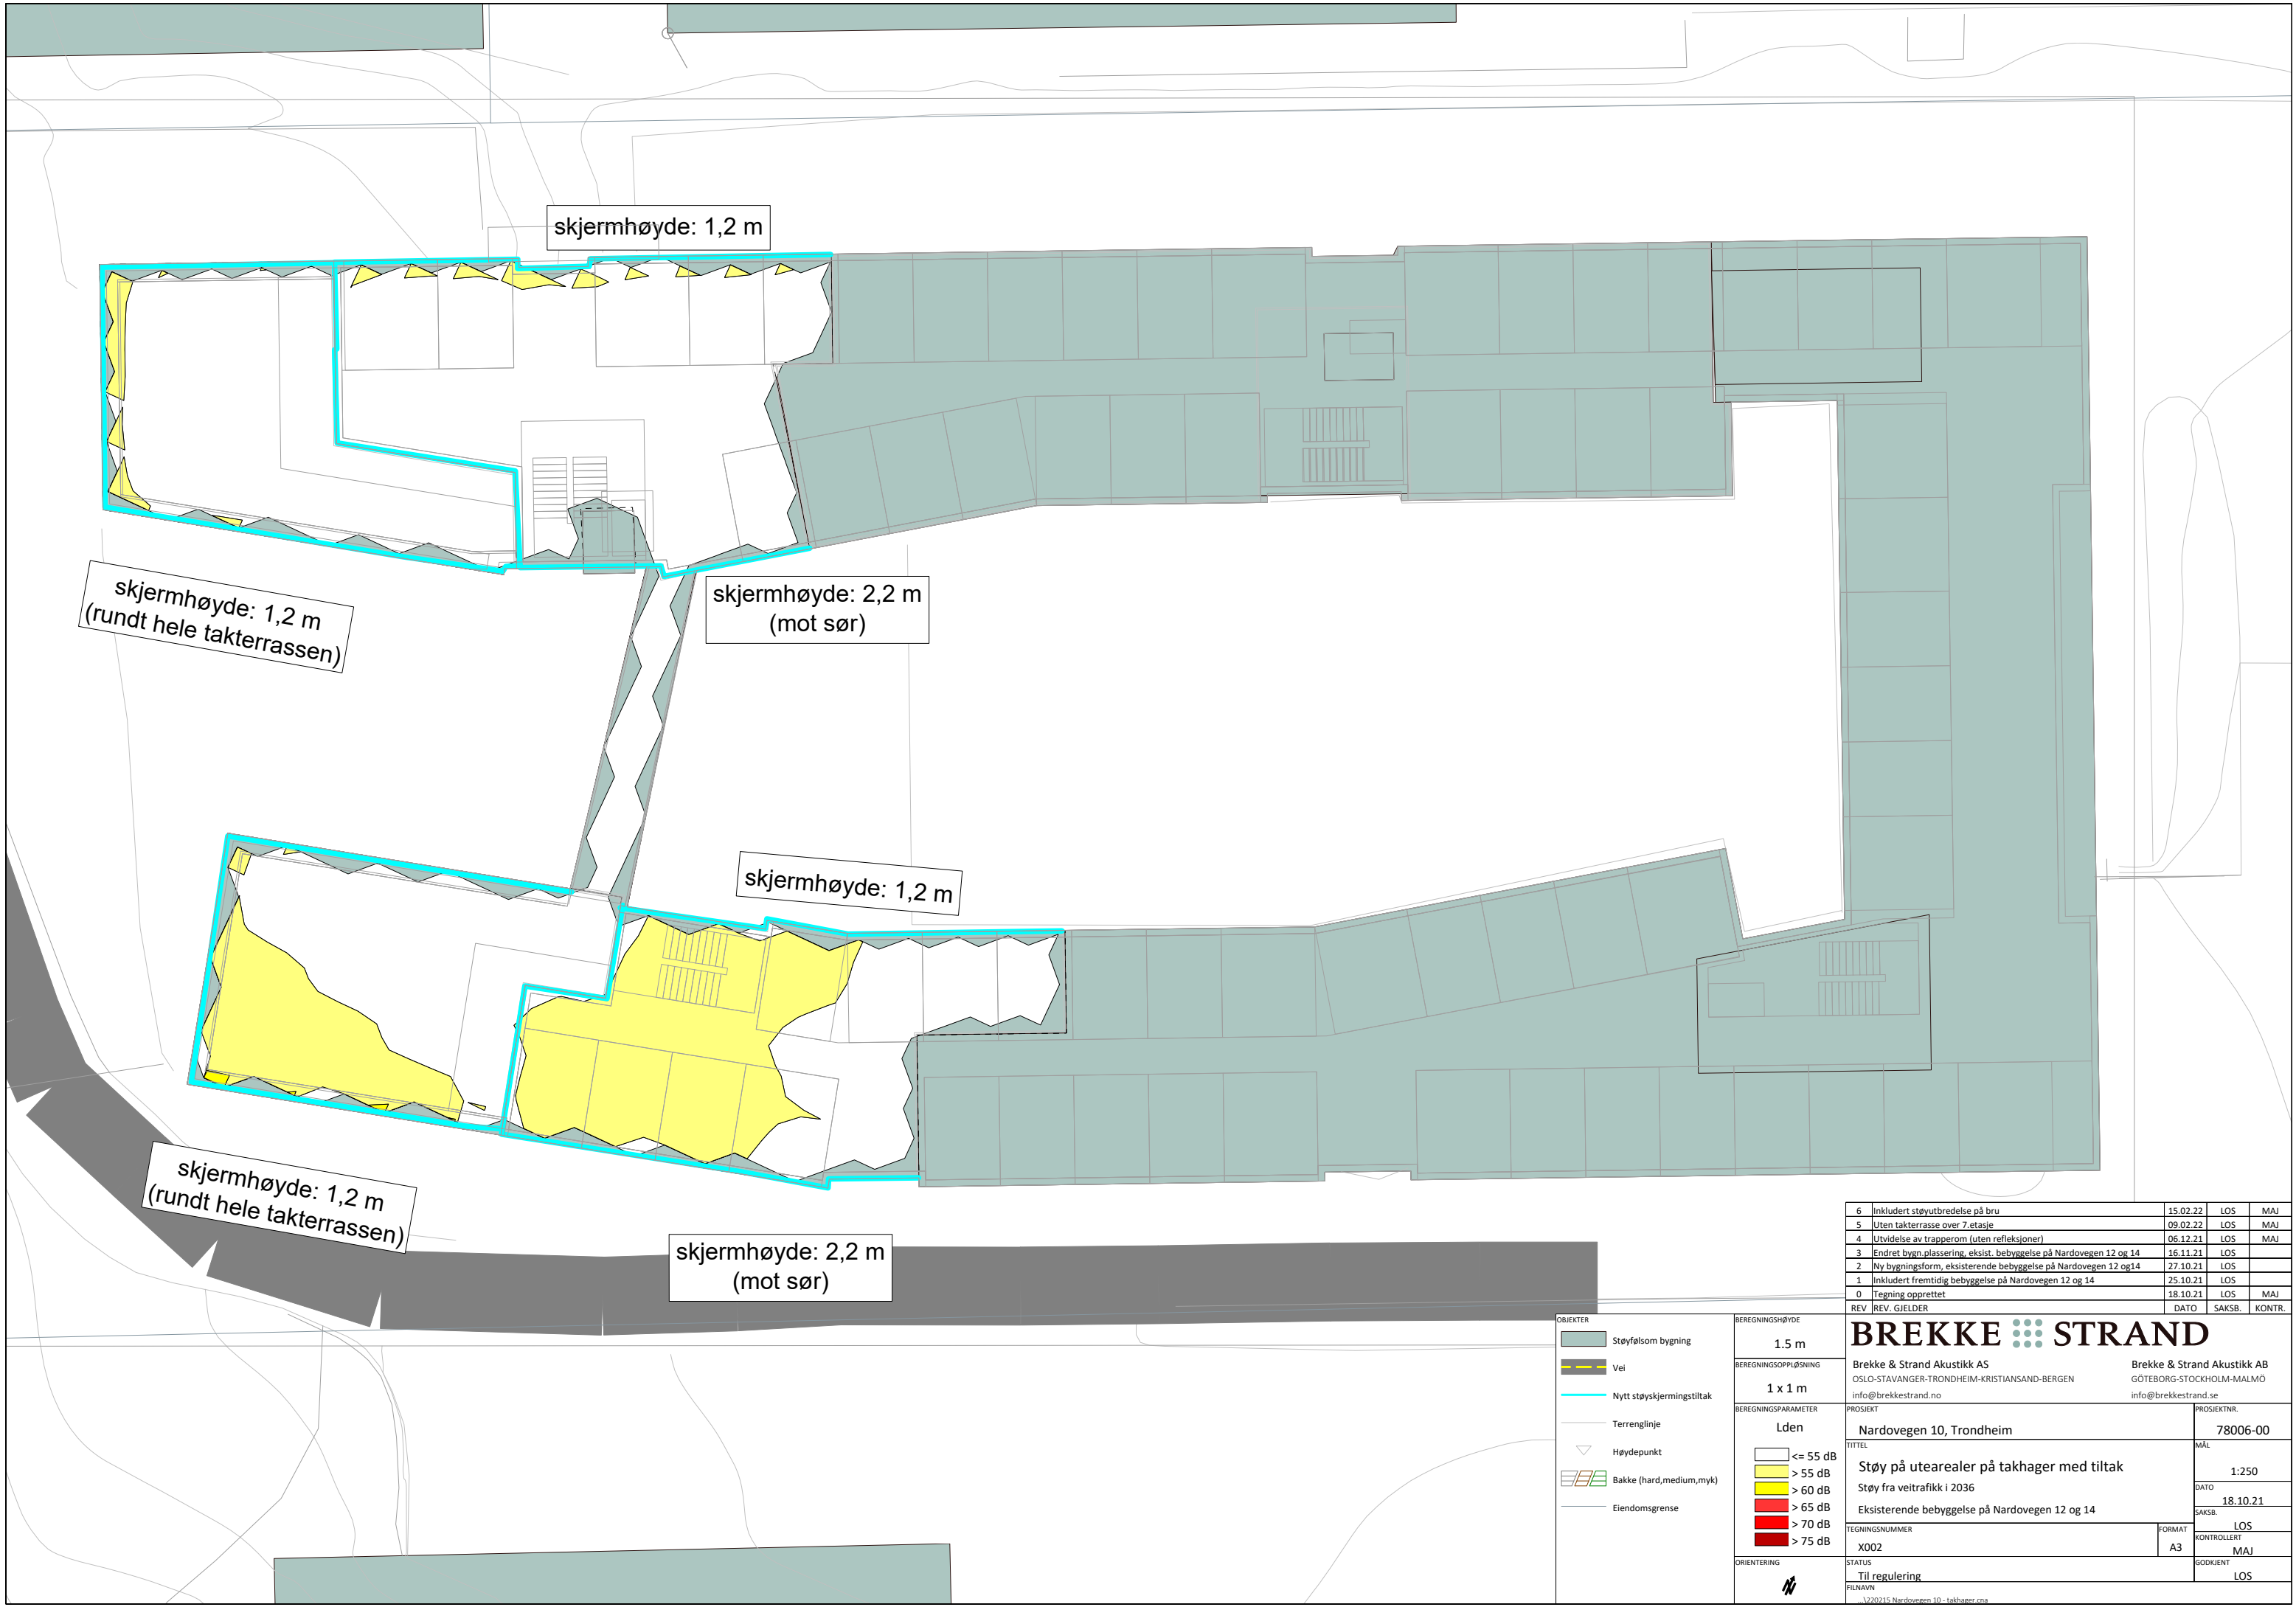 skjermhøyde: 1,2 m
skjermhøyde: 1,2 m
(rundt hele takterrassen)
skjermhøyde: 2,2 m
(mot sør)
skjermhøyde: 1,2 m
skjermhøyde: 1,2 m
(rundt hele takterrassen)
skjermhøyde: 2,2 m
(mot sør)
6 Inkludert støyutbredelse på bru 15.02.22 LOS MAJ
5 Uten takterrasse over 7.etasje 09.02.22 LOS MAJ
4 Utvidelse av trapperom (uten refleksjoner) 06.12.21 LOS MAJ
3 Endret bygn.plassering, eksist. bebyggelse på Nardovegen 12 og 14 16.11.21 LOS
2 Ny bygningsform, eksisterende bebyggelse på Nardovegen 12 og14 27.10.21 LOS
1 Inkludert fremtidig bebyggelse på Nardovegen 12 og 14 25.10.21 LOS
0 Tegning opprettet 18.10.21 LOS MAJ
REV REV. GJELDER DATO SAKSB. KONTR.
OBJEKTER
Støyfølsom bygning
Vei
Nytt støyskjermingstiltak
Terrenglinje
Høydepunkt
Bakke (hard,medium,myk)
Eiendomsgrense
BEREGNINGSHØYDE
1.5 m
BEREGNINGSOPPLØSNING
1 x 1 m
BEREGNINGSPARAMETER
Lden
<= 55 dB
> 55 dB
> 60 dB
> 65 dB
> 70 dB
> 75 dB
ORIENTERING
N
BREKKE STRAND
Brekke & Strand Akustikk AS Brekke & Strand Akustikk AB
OSLO-STAVANGER-TRONDHEIM-KRISTIANSAND-BERGEN GÖTEBORG-STOCKHOLM-MALMÖ
info@brekkestrand.no info@brekkestrand.se
PROSJEKT
Nardovegen 10, Trondheim
PROSJEKTNR.
78006-00
TITTEL
Støy på utearealer på takhager med tiltak
Støy fra veitrafikk i 2036
Eksisterende bebyggelse på Nardovegen 12 og 14
MÅL
1:250
DATO
18.10.21
SAKSB.
LOS
TEGNINGSNUMMER
X002
FORMAT
A3
KONTROLLERT
MAJ
STATUS
Til regulering
GODKJENT
LOS
FILNAVN
...\220215 Nardovegen 10 - takhager.cna